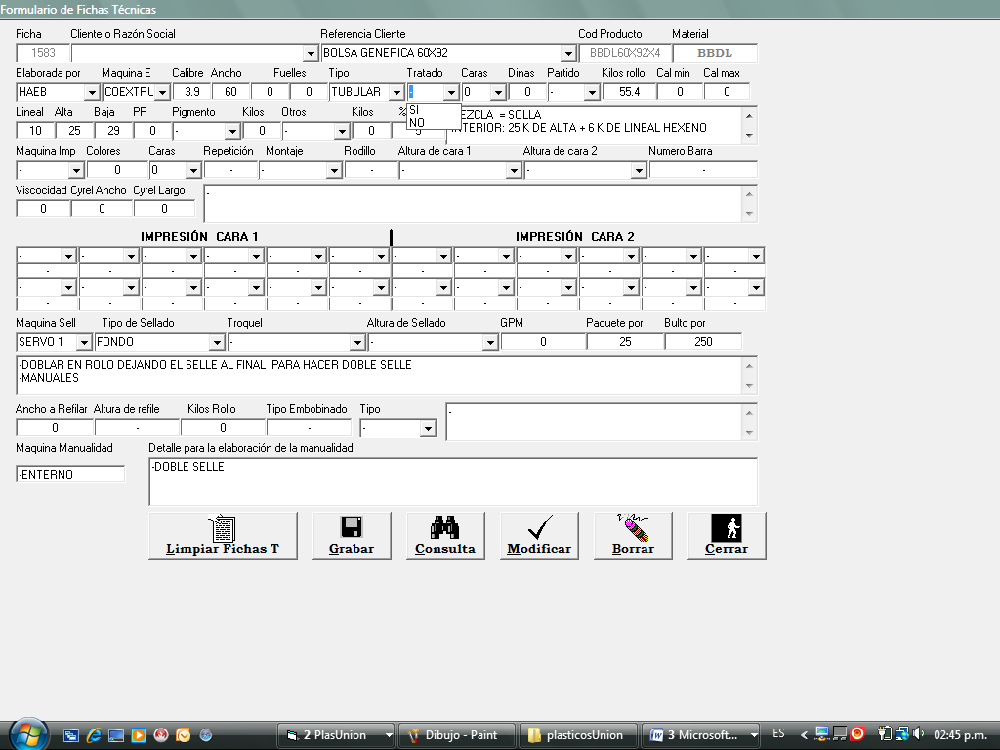 Formulario de Fichas Técnicas
Ficha Cliente o Razón Social Referencia Cliente Cod Producto Material
1583 BOLSA GENERICA 60X92 BBDL60X92X4 BBDL
Elaborada por Maquina E Calibre Ancho Fuelles Tipo Tratado Caras Dinas Partido Kilos rollo Cal min Cal max
HAEB COEXTRU 3.9 60 0 0 TUBULAR - 0 0 - 55.4 0 0
SI
NO
Lineal Alta Baja PP Pigmento Kilos Otros Kilos %
10 25 29 0 - 0 - 0
EZCLA = SOLLA
INTERIOR: 25 K DE ALTA + 6 K DE LINEAL HEXENO
Maquina Imp Colores Caras Repetición Montaje Rodillo Altura de cara 1 Altura de cara 2 Numero Barra
- 0 0 - - - - - -
Viscocidad Cyrel Ancho Cyrel Largo
0 0 0 -
IMPRESIÓN CARA 1 IMPRESIÓN CARA 2
- - - - - - - - - - - -
- - - - - - - - - - - -
- - - - - - - - - - - -
- - - - - - - - - - - -
Maquina Sell Tipo de Sellado Troquel Altura de Sellado GPM Paquete por Bulto por
SERVO 1 FONDO - - 0 25 250
-DOBLAR EN ROLO DEJANDO EL SELLE AL FINAL PARA HACER DOBLE SELLE
-MANUALES
Ancho a Refilar Altura de refile Kilos Rollo Tipo Embobinado Tipo
0 - 0 - - -
Maquina Manualidad Detalle para la elaboración de la manualidad
-ENTERNO -DOBLE SELLE
Limpiar Fichas T Grabar Consulta Modificar Borrar Cerrar
2 PlasUnion Dibujo - Paint plasticosUnion 3 Microsoft... ES 02:45 p.m.